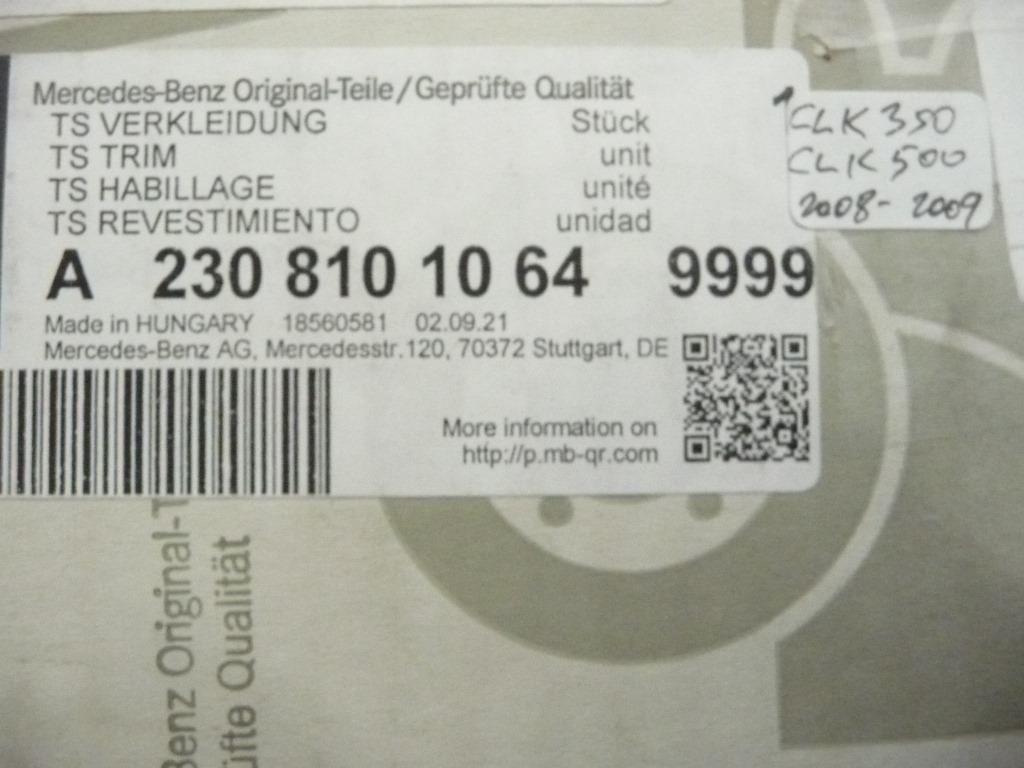 Mercedes-Benz Original-Teile/Geprüfte Qualität
TS VERKLEIDUNG Stück
TS TRIM unit
TS HABILLAGE unité
TS REVESTIMIENTO unidad
A 230 810 10 64 9999
Made in HUNGARY 18560581 02.09.21
Mercedes-Benz AG, Mercedesstr.120, 70372 Stuttgart, DE
More information on
http://p.mb-qr.com
CLK 350
CLK 500
2008- 2009
Benz Original-T
üfte Qualität